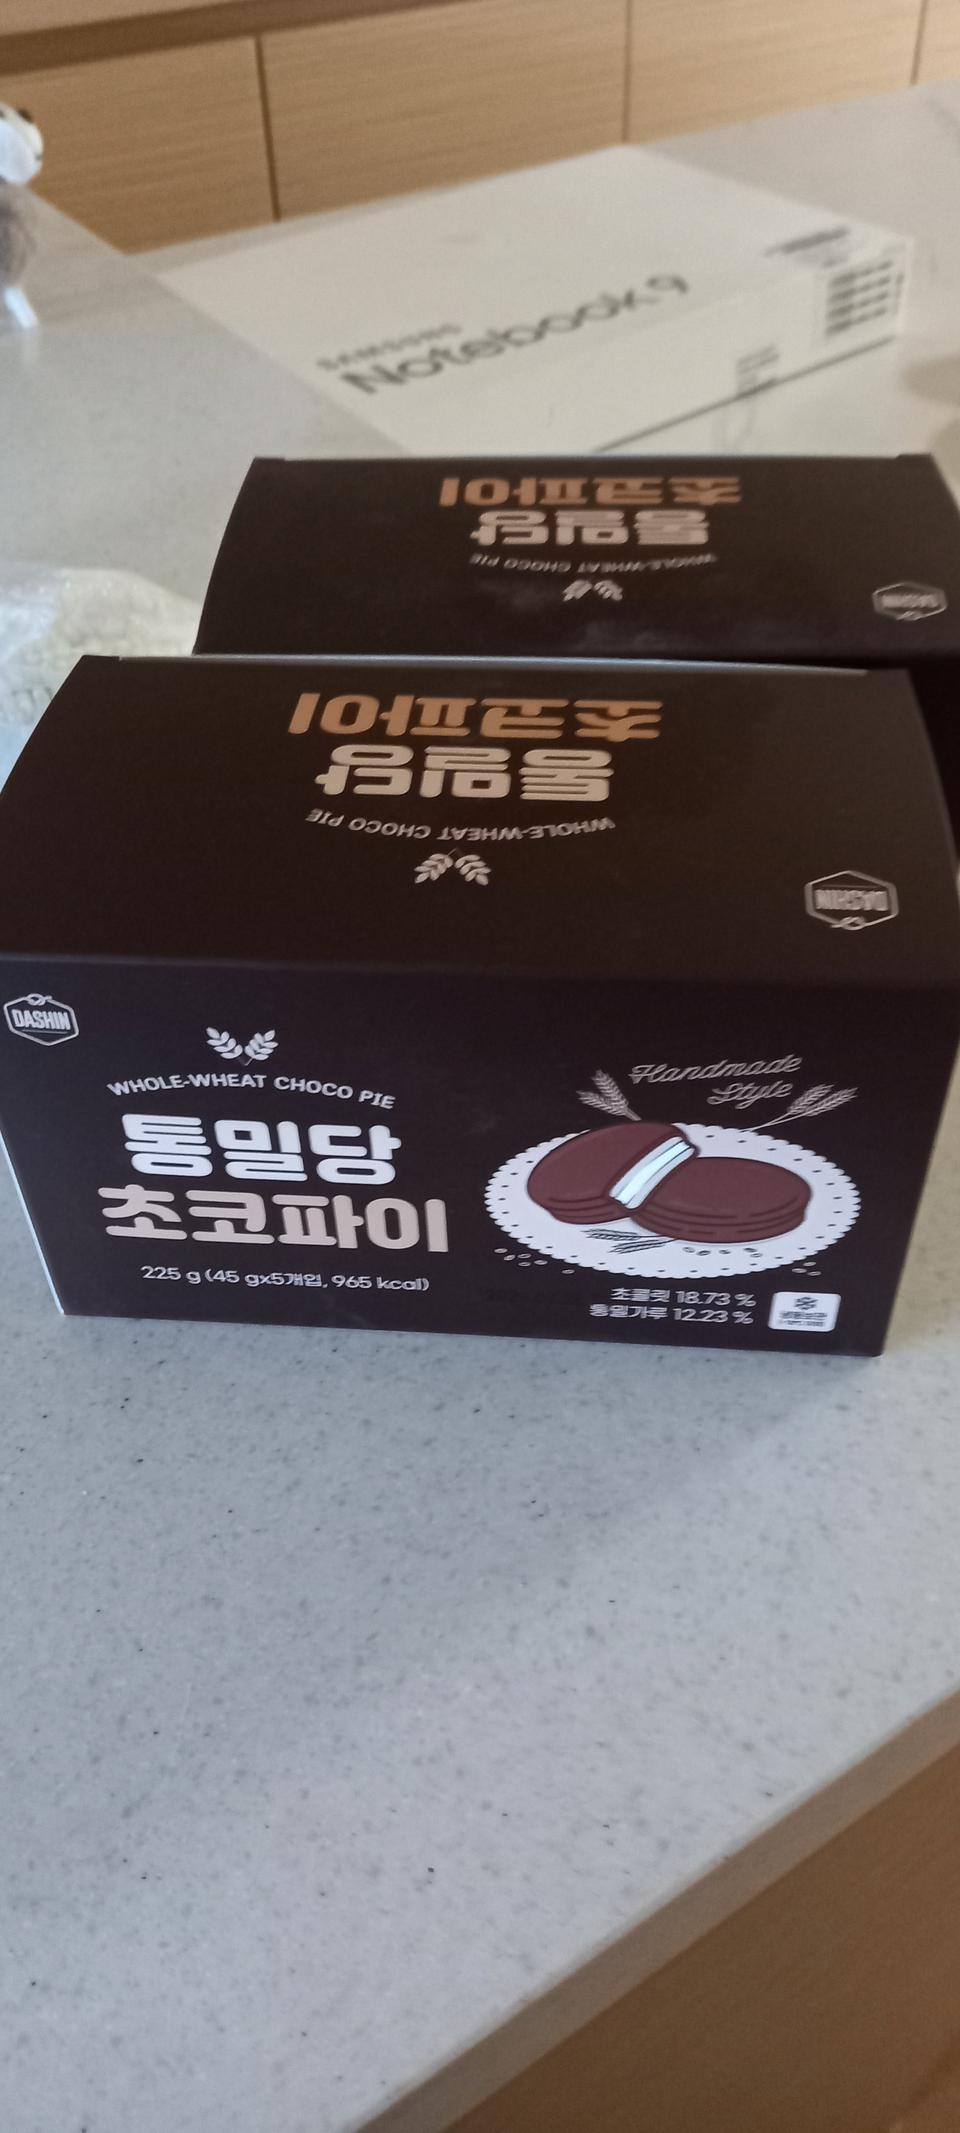 SAMSUNG
Notebook 9
통밀당
초코파이
WHOLE-WHEAT CHOCO PIE
DASHIN
통밀당
초코파이
WHOLE-WHEAT CHOCO PIE
DASHIN
DASHIN
WHOLE-WHEAT CHOCO PIE
통밀당
초코파이
225 g (45 gx5개입, 965 kcal)
Handmade
Style
초콜릿 18.73 %
통밀가루 12.23 %